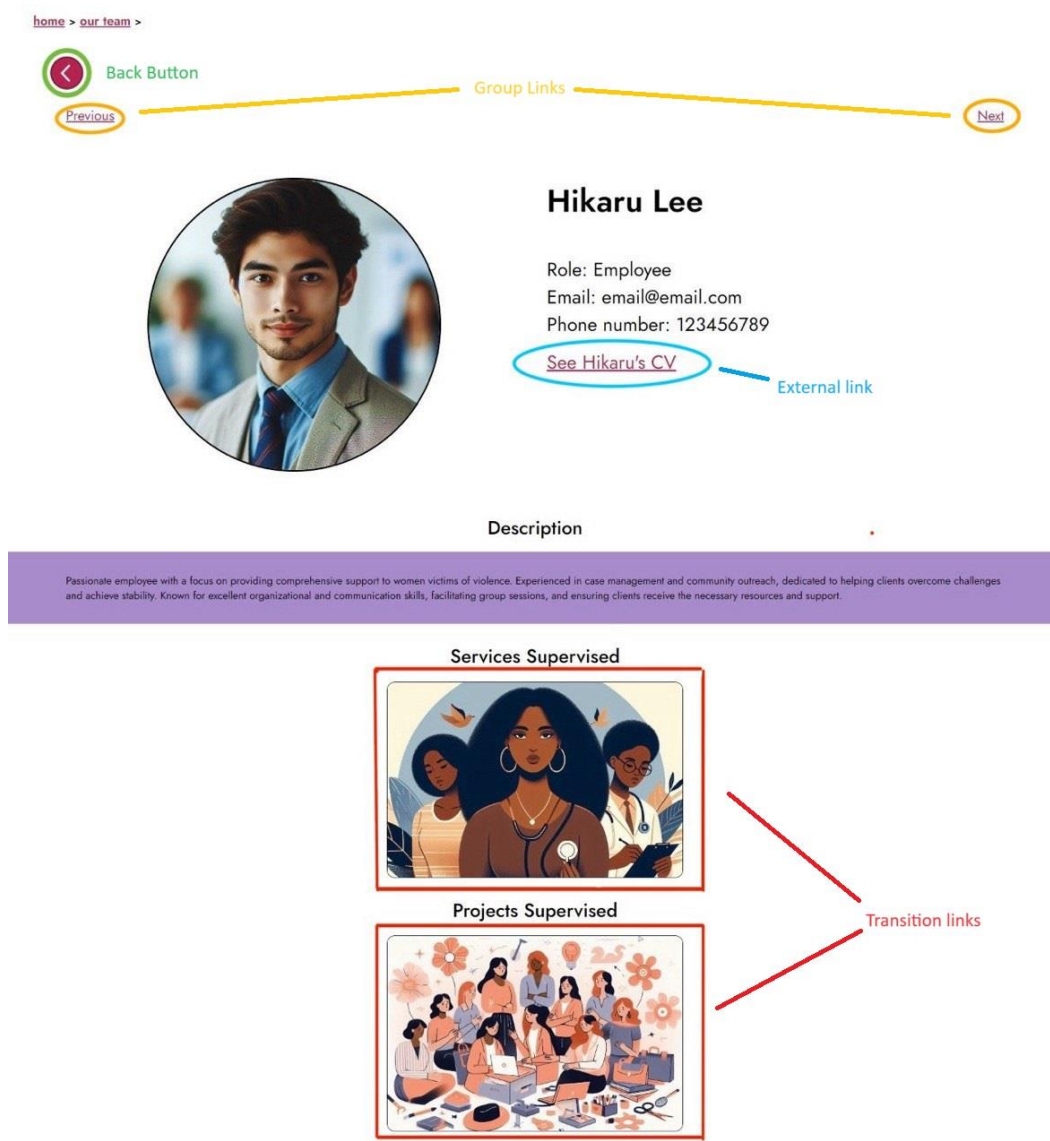 home > our team >
Back Button
Group Links
Previous
Next
Hikaru Lee
Role: Employee
Email: email@email.com
Phone number: 123456789
See Hikaru's CV
External link
Description
Passionate employee with a focus on providing comprehensive support to women victims of violence. Experienced in case management and community outreach, dedicated to helping clients overcome challenges
and achieve stability. Known for excellent organizational and communication skills, facilitating group sessions, and ensuring clients receive the necessary resources and support.
Services Supervised
Projects Supervised
Transition links